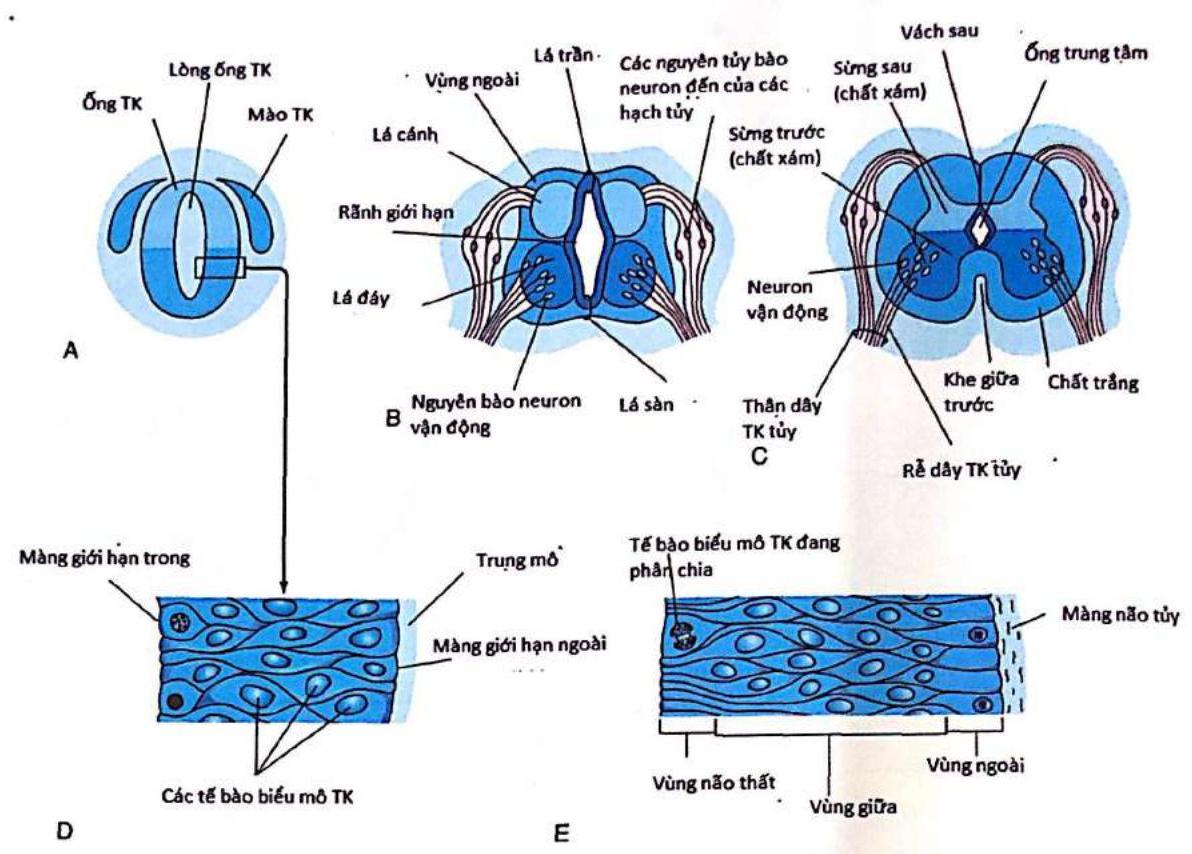 Lòng ống TK
Ống TK
Mào TK
A
Lá trần
Vùng ngoài
Các nguyên tủy bào
neuron đến của các
hạch tủy
Lá cánh
Rãnh giới hạn
Lá đáy
Nguyên bào neuron
vận động
Lá sàn
B
Vách sau
Ống trung tâm
Sừng sau
(chất xám)
Sừng trước
(chất xám)
Neuron
vận động
Khe giữa
trước
Chất trắng
Thân dây
TK tủy
Rễ dây TK tủy
C
Màng giới hạn trong
Trung mô
Màng giới hạn ngoài
Các tế bào biểu mô TK
D
Tế bào biểu mô TK đang
phân chia
Màng não tủy
Vùng não thất
Vùng giữa
Vùng ngoài
E